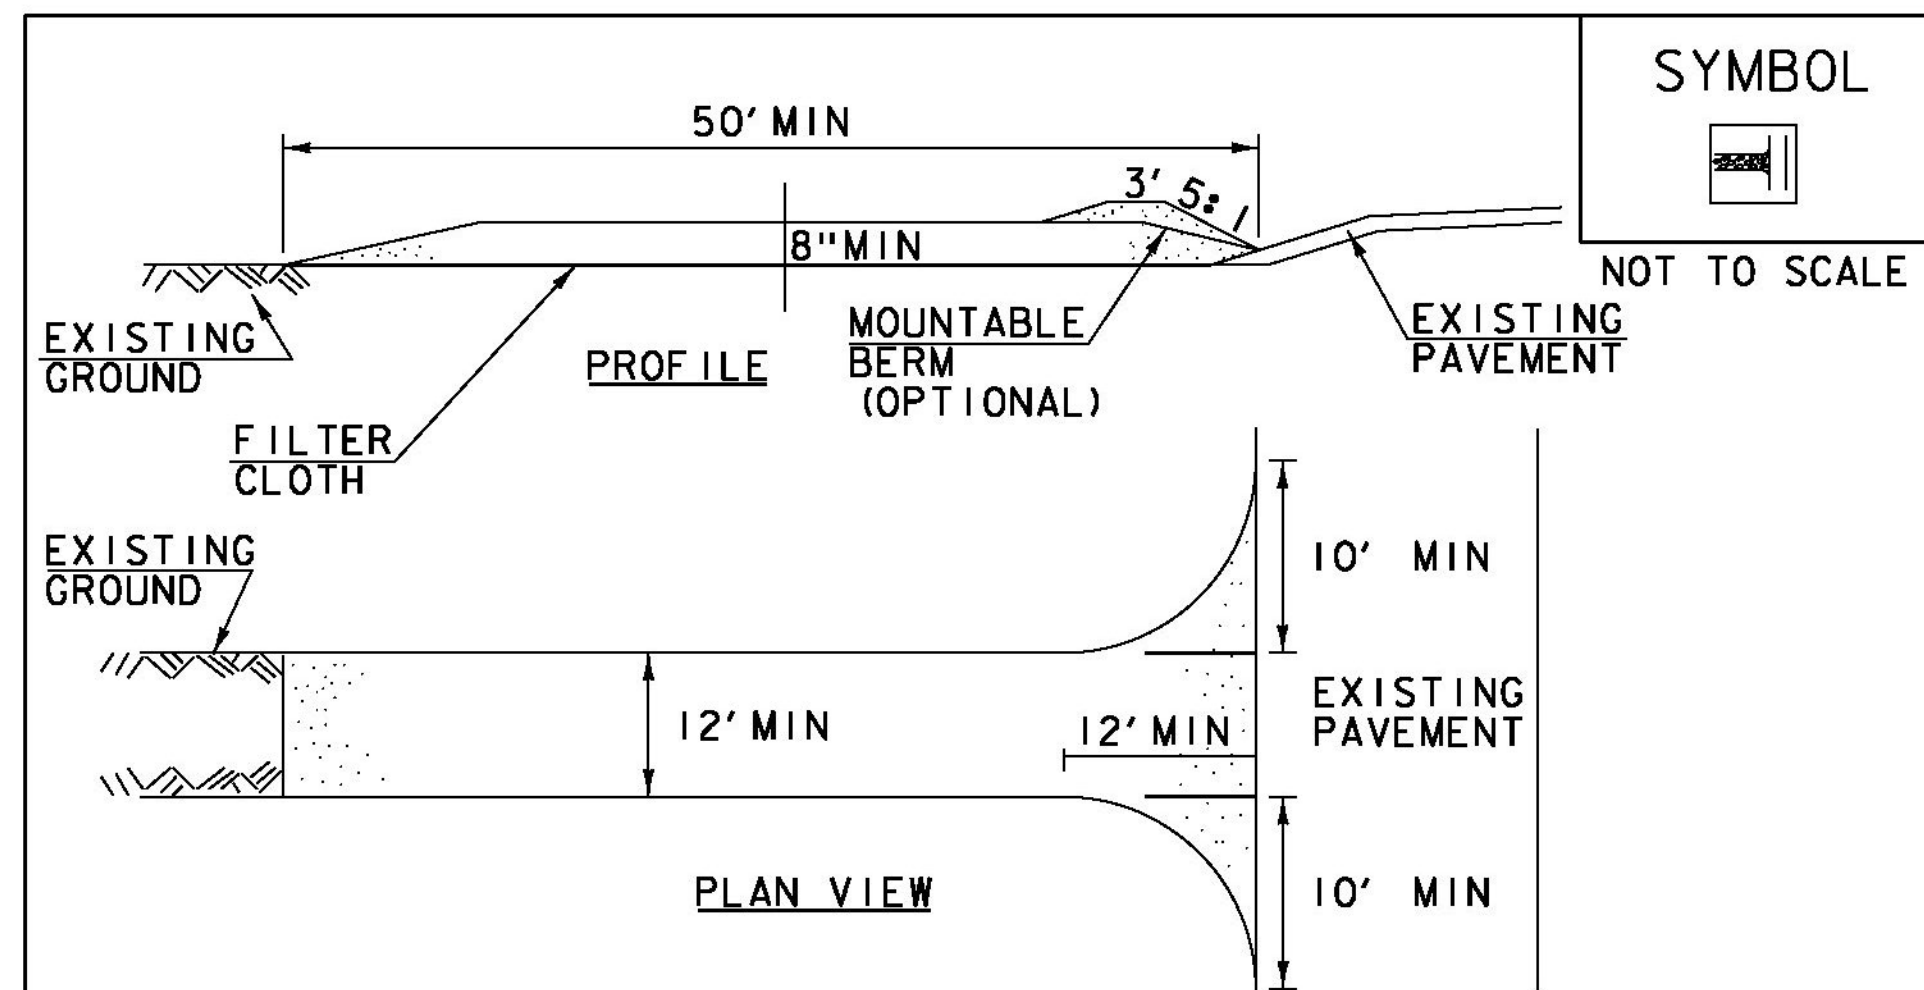 SYMBOL
NOT TO SCALE
50' MIN
3' 5:1
8" MIN
EXISTING
GROUND
PROFILE
MOUNTABLE
BERM
(OPTIONAL)
EXISTING
PAVEMENT
FILTER
CLOTH
EXISTING
GROUND
10' MIN
12' MIN
12' MIN
EXISTING
PAVEMENT
PLAN VIEW
10' MIN